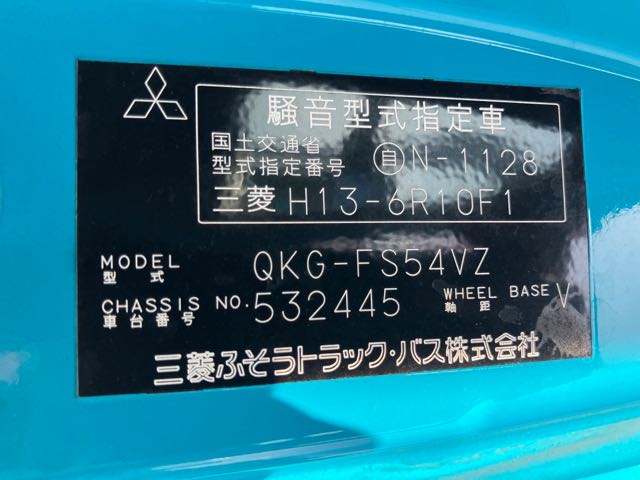 騒音型式指定車
国土交通省
型式指定番号 自N-1128
三菱 H13-6R10F1
MODEL
型式 QKG-FS54VZ
CHASSIS NO.
車台番号 532445 WHEEL BASE
軸距 V
三菱ふそうトラック・バス株式会社